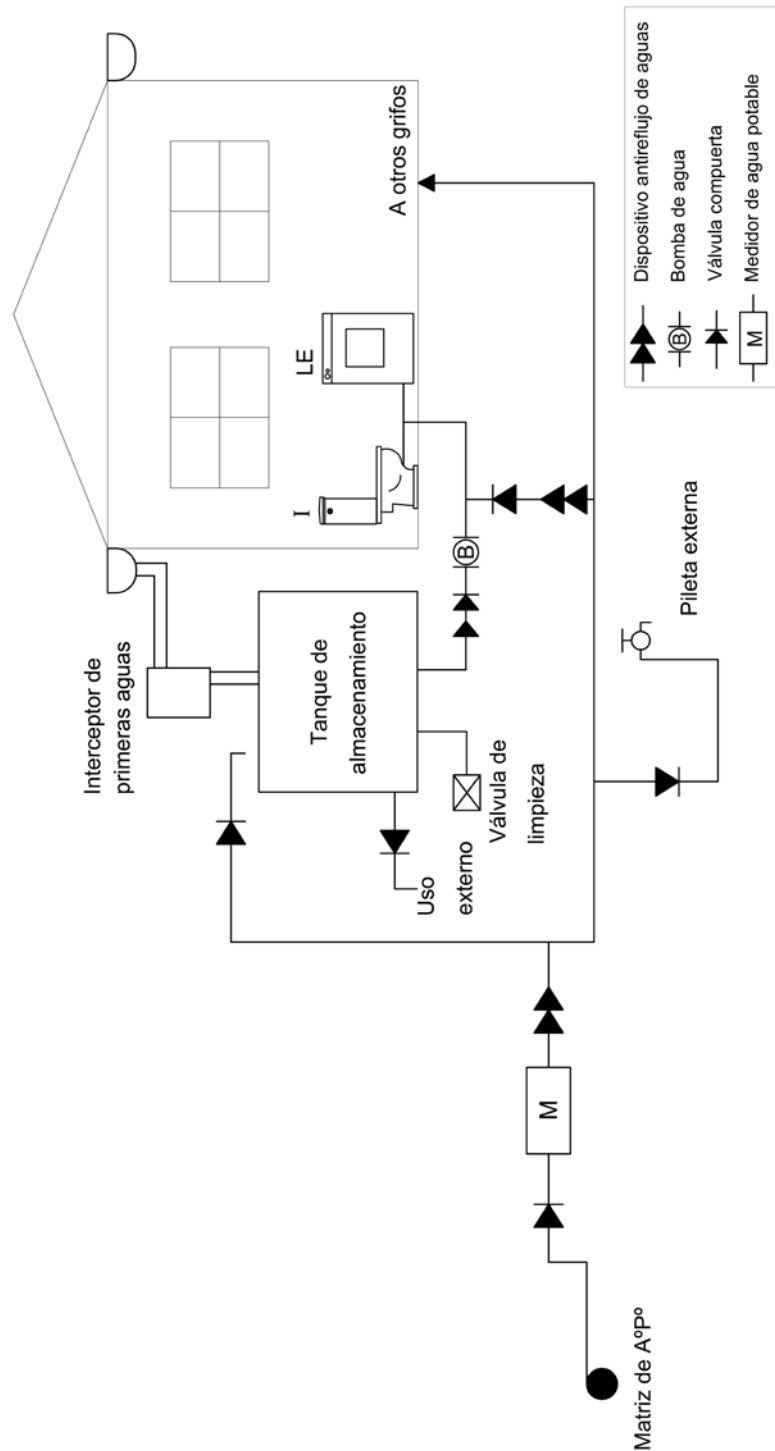 Interceptor de
primeras aguas
Tanque de
almacenamiento
I
LE
A otros grifos
B
Uso
externo
Válvula de
limpieza
M
Matriz de AºPº
Pileta externa
Dispositivo antireflujo de aguas
B
Bomba de agua
Válvula compuerta
M
Medidor de agua potable